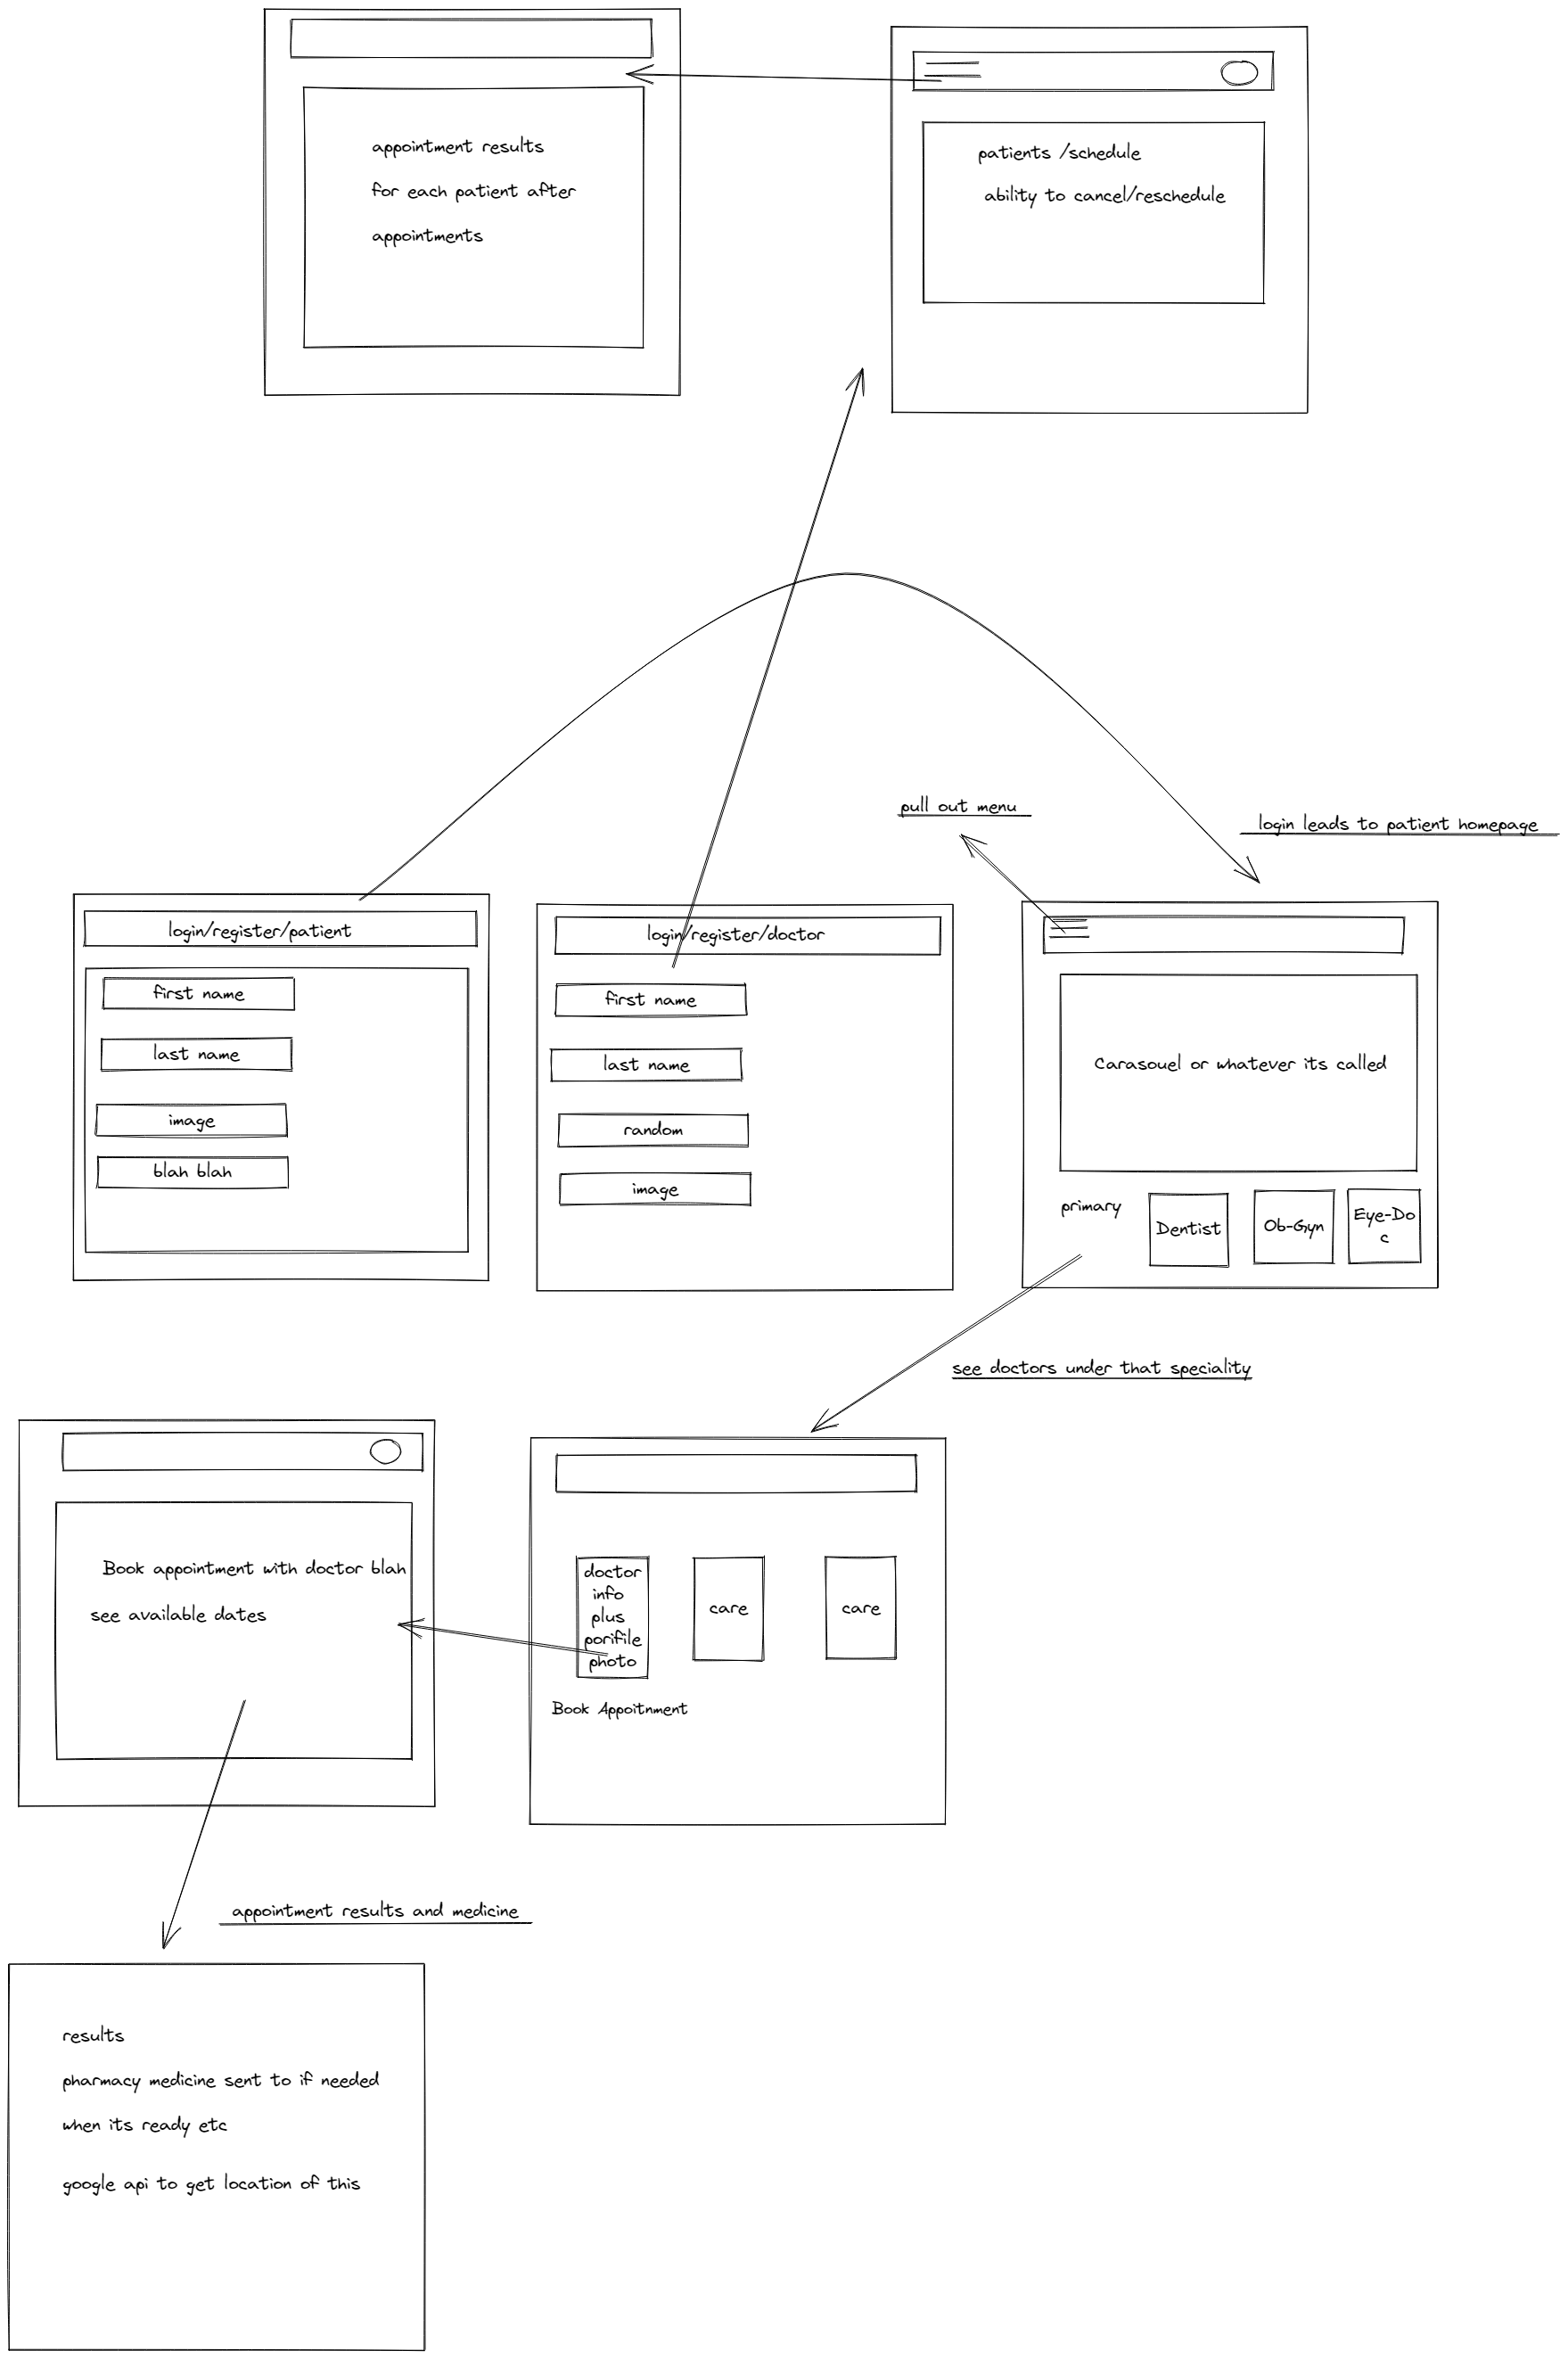 appointment results
for each patient after
appointments
patients /schedule
ability to cancel/reschedule
pull out menu
login leads to patient homepage
login/register/patient
first name
last name
image
blah blah
login/register/doctor
first name
last name
random
image
Carasouel or whatever its called
primary
Dentist
Ob-Gyn
Eye-Do
c
see doctors under that speciality
Book appointment with doctor blah
see available dates
doctor
info
plus
porifile
photo
care
care
Book Appoitnment
appointment results and medicine
results
pharmacy medicine sent to if needed
when its ready etc
google api to get location of this